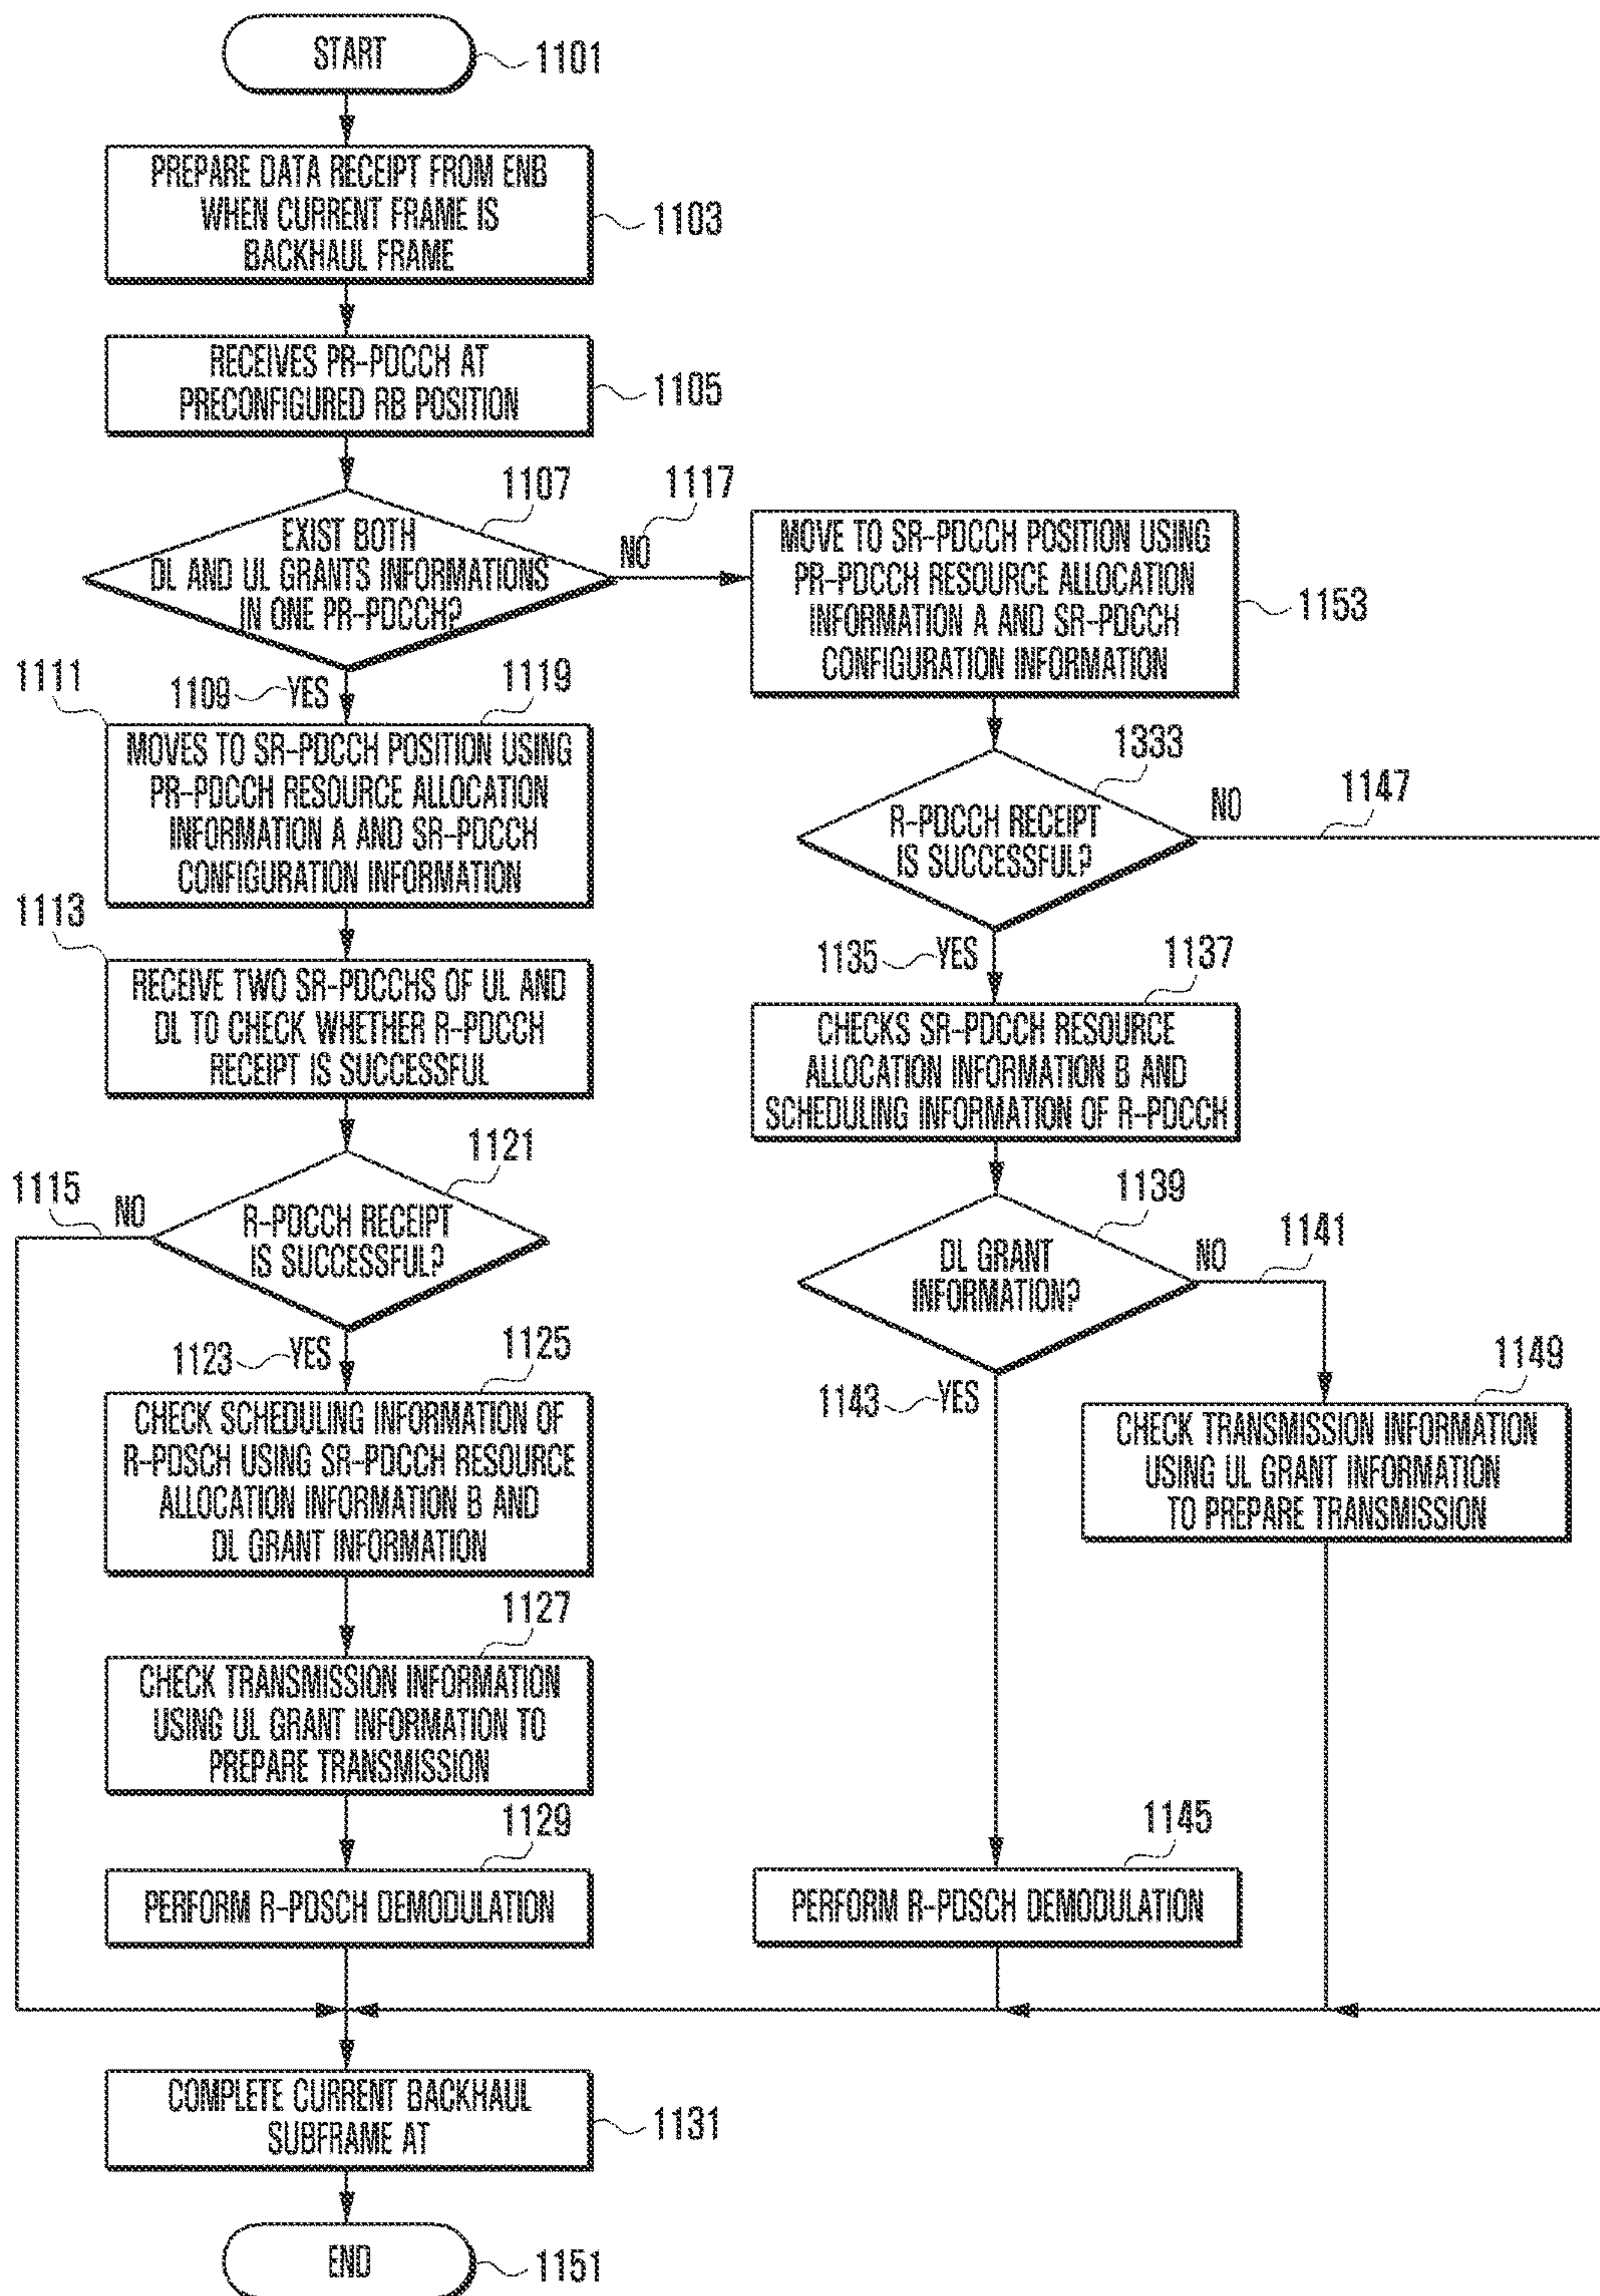 START
1101
PREPARE DATA RECEIPT FROM ENB
WHEN CURRENT FRAME IS
BACKHAUL FRAME
1103
RECEIVES PR-PDCCH AT
PRECONFIGURED RB POSITION
1105
1107
EXIST BOTH
DL AND UL GRANTS INFORMATIONS
IN ONE PR-PDCCH?
NO
1117
1109
YES
1111
1119
MOVES TO SR-PDCCH POSITION USING
PR-PDCCH RESOURCE ALLOCATION
INFORMATION A AND SR-PDCCH
CONFIGURATION INFORMATION
1113
RECEIVE TWO SR-PDCCHS OF UL AND
DL TO CHECK WHETHER R-PDCCH
RECEIPT IS SUCCESSFUL
1121
1115
NO
R-PDCCH RECEIPT
IS SUCCESSFUL?
1123
YES
1125
CHECK SCHEDULING INFORMATION OF
R-PDSCH USING SR-PDCCH RESOURCE
ALLOCATION INFORMATION B AND
DL GRANT INFORMATION
1127
CHECK TRANSMISSION INFORMATION
USING UL GRANT INFORMATION TO
PREPARE TRANSMISSION
1129
PERFORM R-PDSCH DEMODULATION
MOVE TO SR-PDCCH POSITION USING
PR-PDCCH RESOURCE ALLOCATION
INFORMATION A AND SR-PDCCH
CONFIGURATION INFORMATION
1153
1333
R-PDCCH RECEIPT
IS SUCCESSFUL?
NO
1147
1135
YES
1137
CHECKS SR-PDCCH RESOURCE
ALLOCATION INFORMATION B AND
SCHEDULING INFORMATION OF R-PDCCH
1139
DL GRANT
INFORMATION?
NO
1141
1143
YES
1149
CHECK TRANSMISSION INFORMATION
USING UL GRANT INFORMATION
TO PREPARE TRANSMISSION
1145
PERFORM R-PDSCH DEMODULATION
COMPLETE CURRENT BACKHAUL
SUBFRAME AT
1131
END
1151